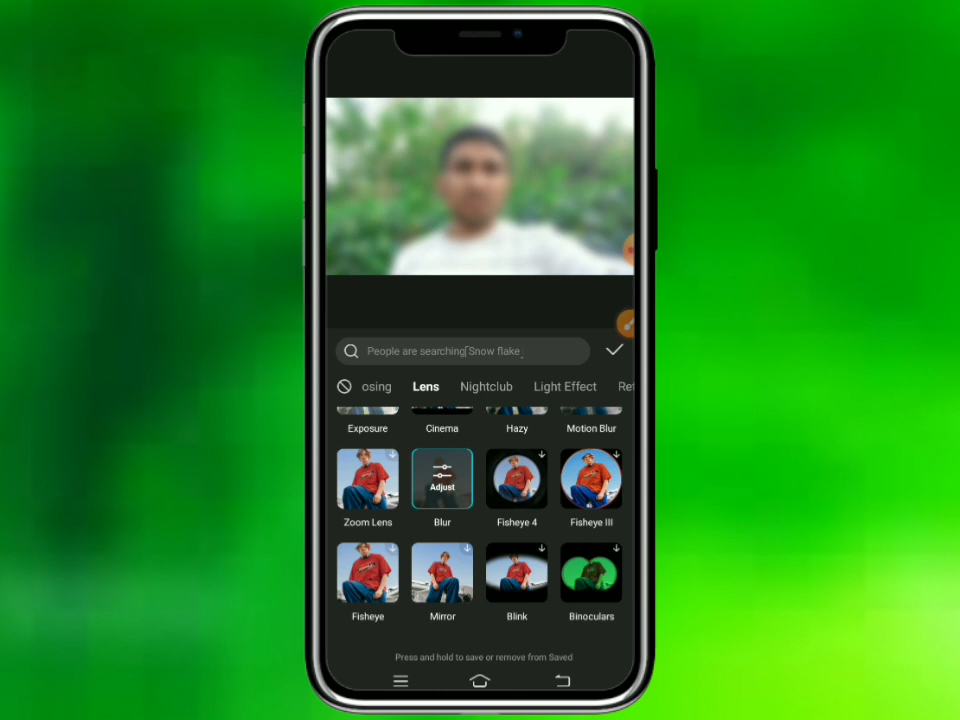 People are searching「Snow flake」
osing Lens Nightclub Light Effect Ret
Exposure Cinema Hazy Motion Blur
Adjust
Zoom Lens Blur Fisheye 4 Fisheye III
Fisheye Mirror Blink Binoculars
Press and hold to save or remove from Saved